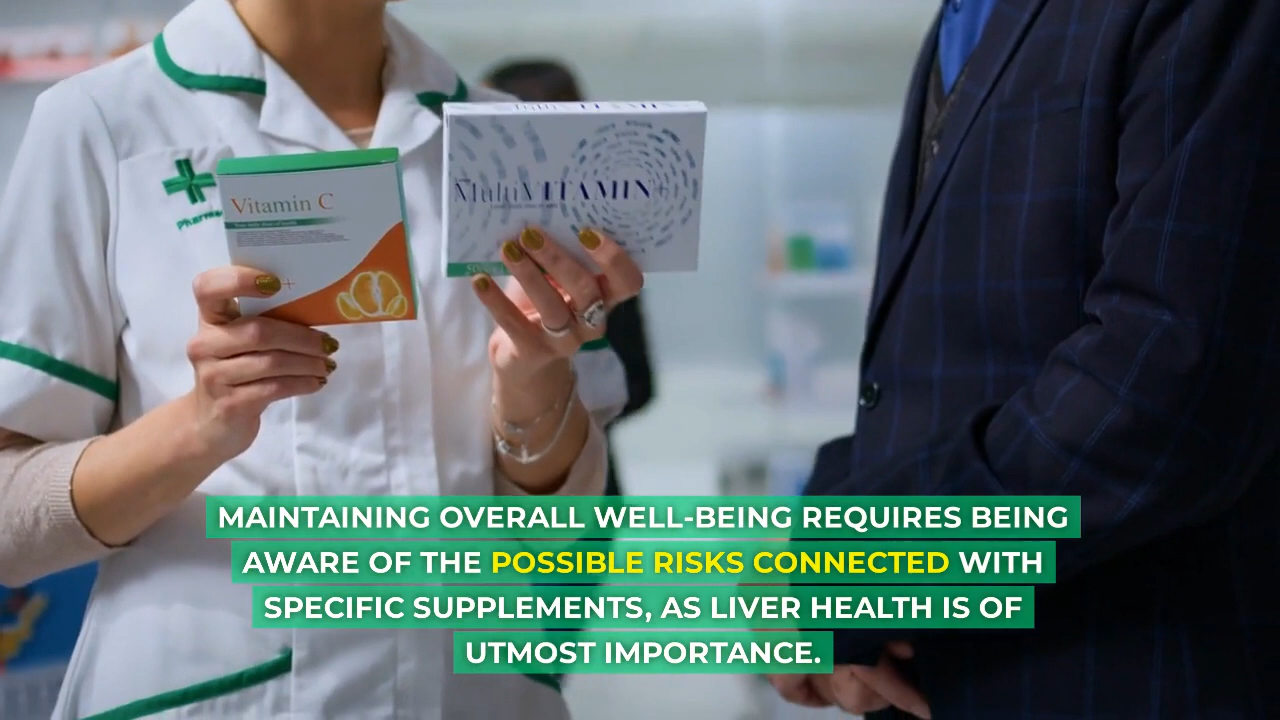 MultiVITAMIN+
Vitamin C
MAINTAINING OVERALL WELL-BEING REQUIRES BEING
AWARE OF THE POSSIBLE RISKS CONNECTED WITH
SPECIFIC SUPPLEMENTS, AS LIVER HEALTH IS OF
UTMOST IMPORTANCE.